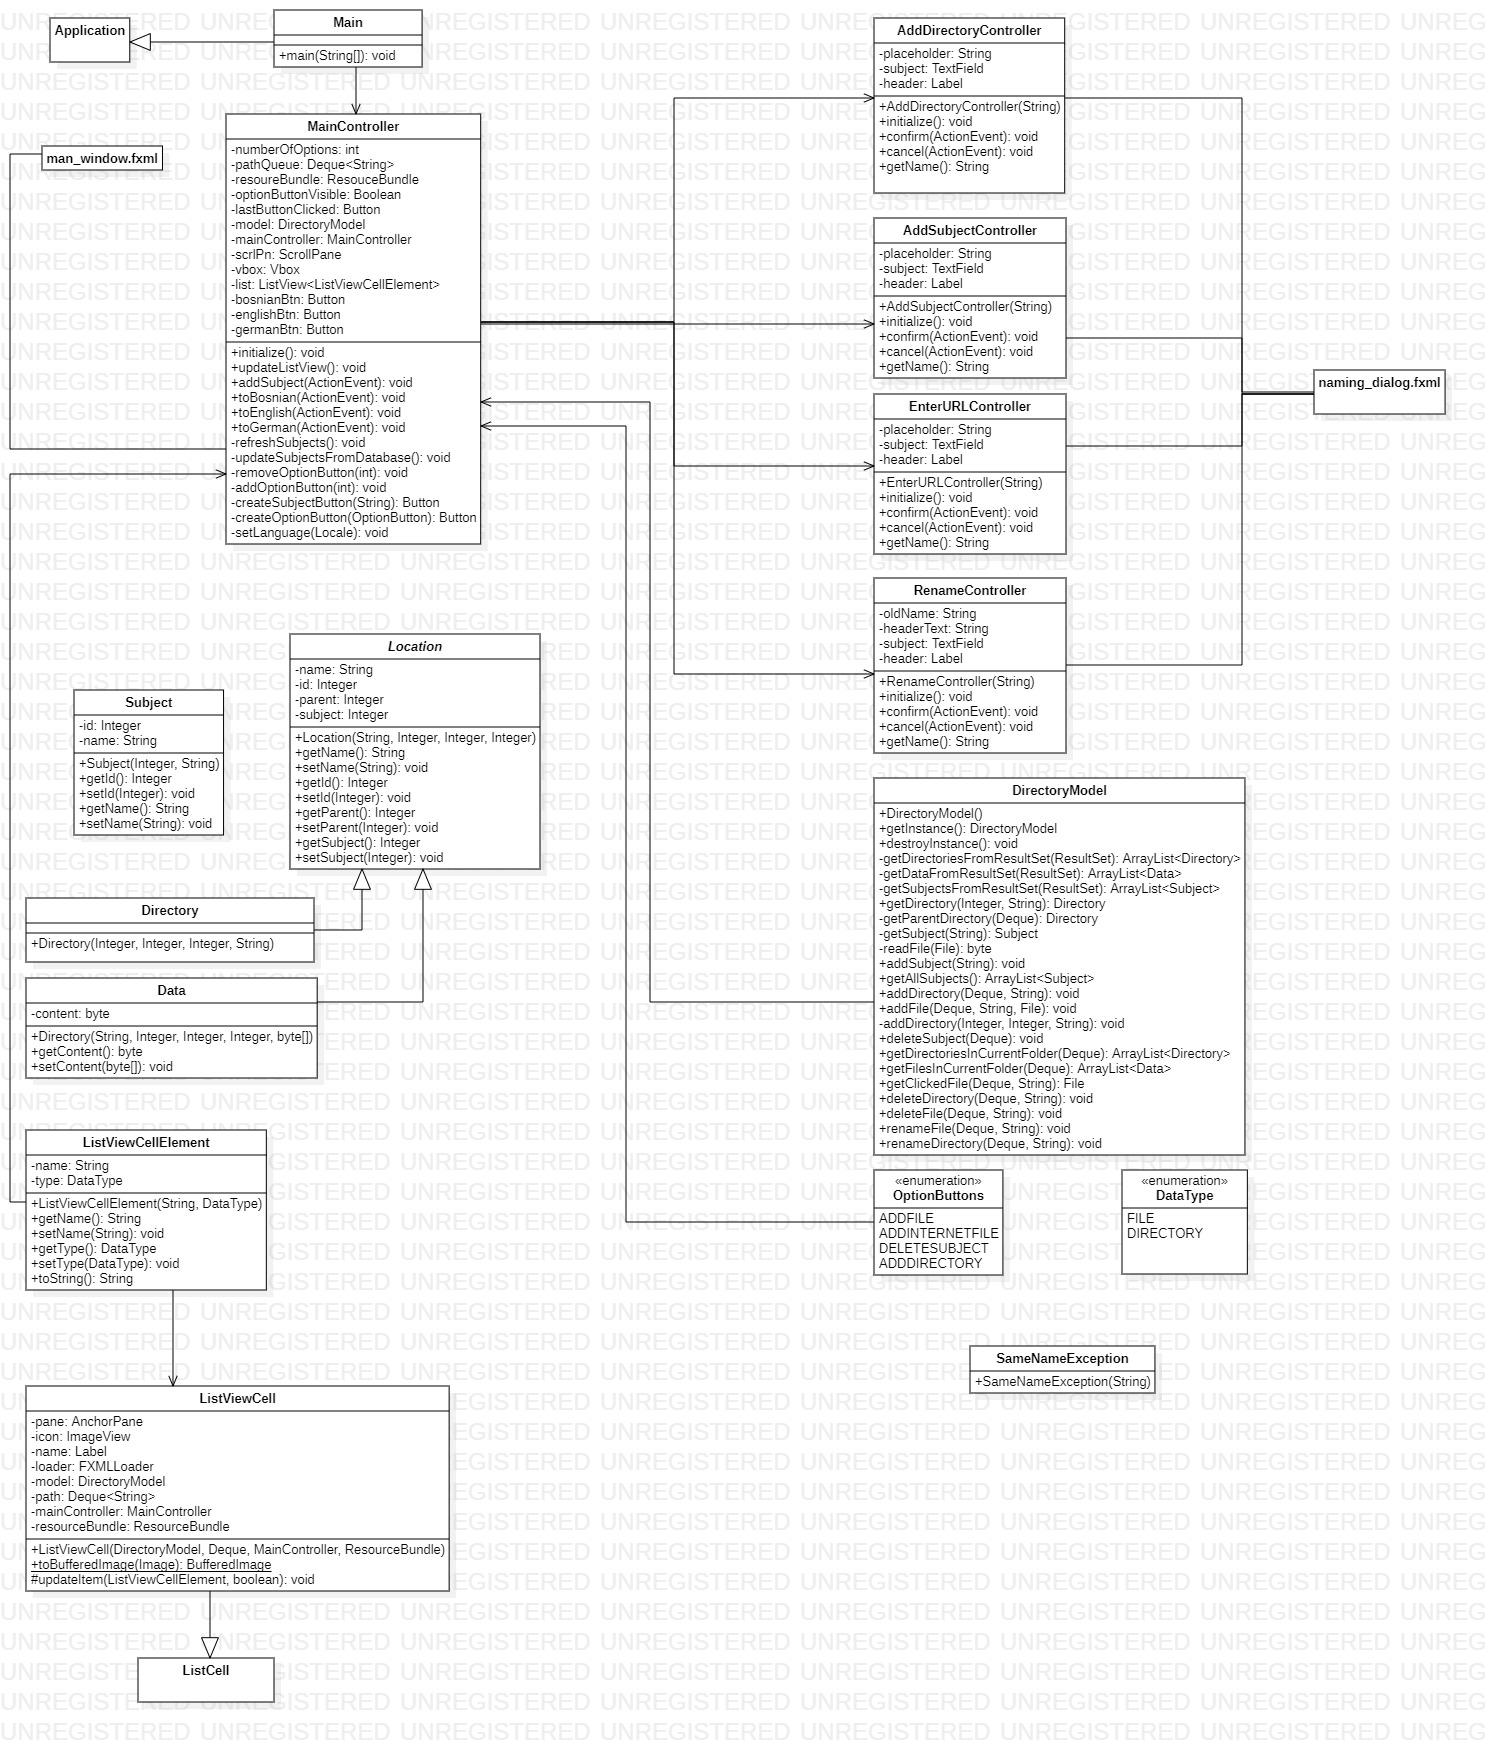 Application
Main
+main(String[]): void
man_window.fxml
MainController
-numberOfOptions: int
-pathQueue: Deque<String>
-resoureBundle: ResouceBundle
-optionButtonVisible: Boolean
-lastButtonClicked: Button
-model: DirectoryModel
-mainController: MainController
-scrlPn: ScrollPane
-vbox: Vbox
-list: ListView<ListViewCellElement>
-bosnianBtn: Button
-englishBtn: Button
-germanBtn: Button
+initialize(): void
+updateListView(): void
+addSubject(ActionEvent): void
+toBosnian(ActionEvent): void
+toEnglish(ActionEvent): void
+toGerman(ActionEvent): void
-refreshSubjects(): void
-updateSubjectsFromDatabase(): void
-removeOptionButton(int): void
-addOptionButton(int): void
-createSubjectButton(String): Button
-createOptionButton(OptionButton): Button
-setLanguage(Locale): void
AddDirectoryController
-placeholder: String
-subject: TextField
-header: Label
+AddDirectoryController(String)
+initialize(): void
+confirm(ActionEvent): void
+cancel(ActionEvent): void
+getName(): String
AddSubjectController
-placeholder: String
-subject: TextField
-header: Label
+AddSubjectController(String)
+initialize(): void
+confirm(ActionEvent): void
+cancel(ActionEvent): void
+getName(): String
naming_dialog.fxml
EnterURLController
-placeholder: String
-subject: TextField
-header: Label
+EnterURLController(String)
+initialize(): void
+confirm(ActionEvent): void
+cancel(ActionEvent): void
+getName(): String
RenameController
-oldName: String
-headerText: String
-subject: TextField
-header: Label
+RenameController(String)
+initialize(): void
+confirm(ActionEvent): void
+cancel(ActionEvent): void
+getName(): String
Location
-name: String
-id: Integer
-parent: Integer
-subject: Integer
+Location(String, Integer, Integer, Integer)
+getName(): String
+setName(String): void
+getId(): Integer
+setId(Integer): void
+getParent(): Integer
+setParent(Integer): void
+getSubject(): Integer
+setSubject(Integer): void
Subject
-id: Integer
-name: String
+Subject(Integer, String)
+getId(): Integer
+setId(Integer): void
+getName(): String
+setName(String): void
Directory
+Directory(Integer, Integer, Integer, String)
Data
-content: byte
+Directory(String, Integer, Integer, Integer, byte[])
+getContent(): byte
+setContent(byte[]): void
DirectoryModel
+DirectoryModel()
+getInstance(): DirectoryModel
+destroyInstance(): void
-getDirectoriesFromResultSet(ResultSet): ArrayList<Directory>
-getDataFromResultSet(ResultSet): ArrayList<Data>
-getSubjectsFromResultSet(ResultSet): ArrayList<Subject>
+getDirectory(Integer, String): Directory
-getParentDirectory(Deque): Directory
-getSubject(String): Subject
-readFile(File): byte
+addSubject(String): void
+getAllSubjects(): ArrayList<Subject>
+addDirectory(Deque, String): void
+addFile(Deque, String, File): void
-addDirectory(Integer, Integer, String): void
+deleteSubject(Deque): void
+getDirectoriesInCurrentFolder(Deque): ArrayList<Directory>
+getFilesInCurrentFolder(Deque): ArrayList<Data>
+getClickedFile(Deque, String): File
+deleteDirectory(Deque, String): void
+deleteFile(Deque, String): void
+renameFile(Deque, String): void
+renameDirectory(Deque, String): void
ListViewCellElement
-name: String
-type: DataType
+ListViewCellElement(String, DataType)
+getName(): String
+setName(String): void
+getType(): DataType
+setType(DataType): void
+toString(): String
«enumeration»
OptionButtons
ADDFILE
ADDINTERNETFILE
DELETESUBJECT
ADDDIRECTORY
«enumeration»
DataType
FILE
DIRECTORY
SameNameException
+SameNameException(String)
ListViewCell
-pane: AnchorPane
-icon: ImageView
-name: Label
-loader: FXMLLoader
-model: DirectoryModel
-path: Deque<String>
-mainController: MainController
-resourceBundle: ResourceBundle
+ListViewCell(DirectoryModel, Deque, MainController, ResourceBundle)
+toBufferedImage(Image): BufferedImage
#updateItem(ListViewCellElement, boolean): void
ListCell